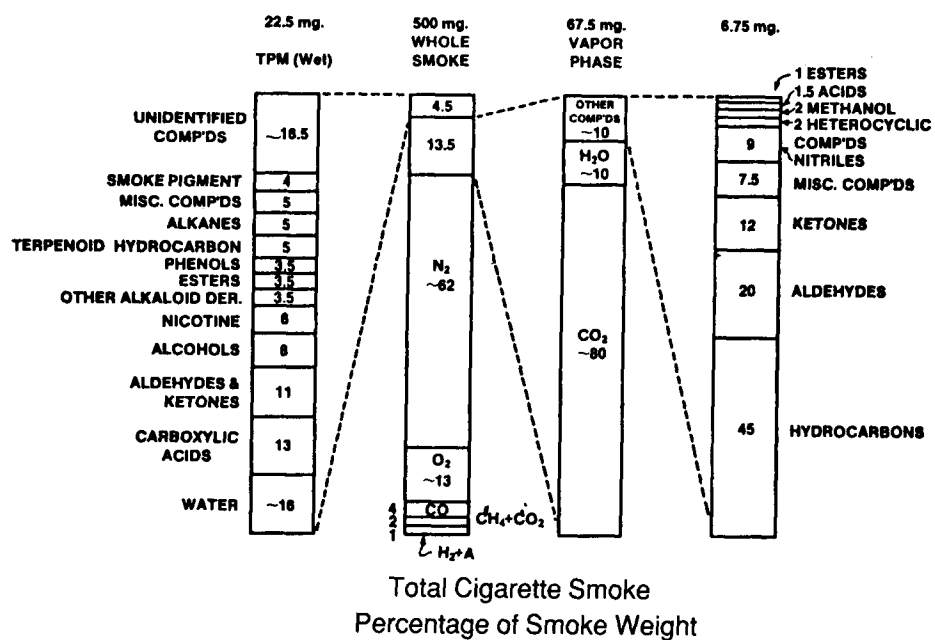 22.5 mg.
TPM (Wel)
UNIDENTIFIED
COMP'DS
~16.5
SMOKE PIGMENT 4
MISC. COMP'DS 5
ALKANES 5
TERPENOID HYDROCARBON 5
PHENOLS 3.5
ESTERS 3.5
OTHER ALKALOID DER. 3.5
NICOTINE 6
ALCOHOLS 8
ALDEHYDES &
KETONES
11
CARBOXYLIC
ACIDS
13
WATER ~16
500 mg.
WHOLE
SMOKE
4.5
13.5
N₂
~62
O₂
~13
4 CO
2
1
CH₄+CO₂
H₂+A
67.5 mg.
VAPOR
PHASE
OTHER
COMP'DS
~10
H₂O
~10
CO₂
~80
6.75 mg.
1 ESTERS
1.5 ACIDS
2 METHANOL
2 HETEROCYCLIC
COMP'DS
9 NITRILES
7.5 MISC. COMP'DS
12 KETONES
20 ALDEHYDES
45 HYDROCARBONS
Total Cigarette Smoke
Percentage of Smoke Weight